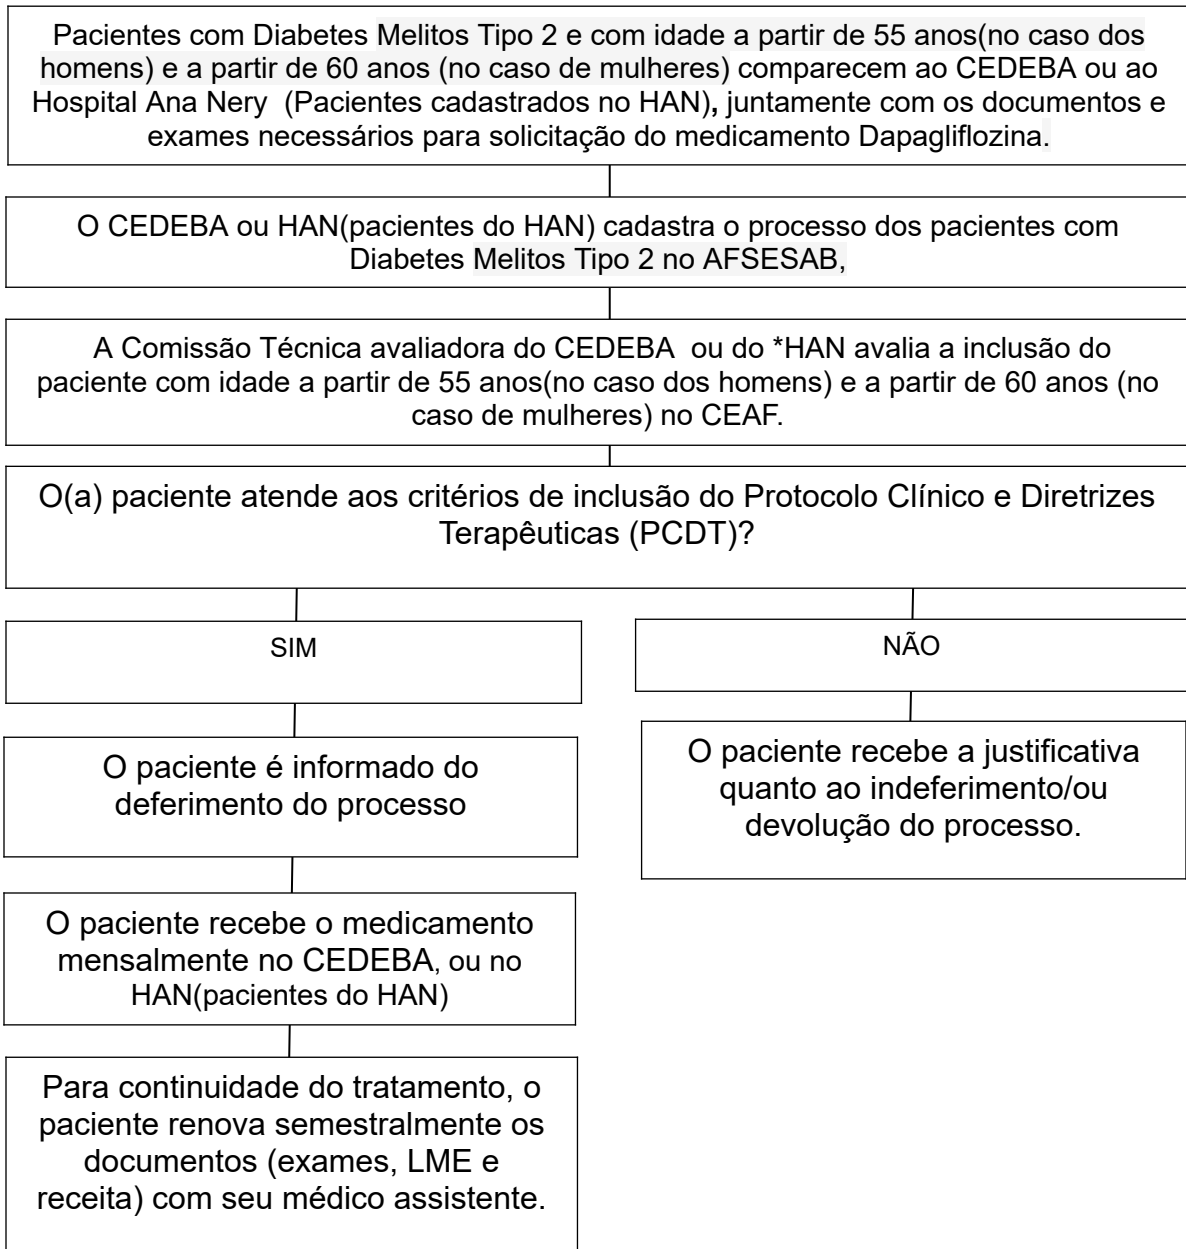 Pacientes com Diabetes Melitos Tipo 2 e com idade a partir de 55 anos(no caso dos
homens) e a partir de 60 anos (no caso de mulheres) comparecem ao CEDEBA ou ao
Hospital Ana Nery (Pacientes cadastrados no HAN), juntamente com os documentos e
exames necessários para solicitação do medicamento Dapagliflozina.
O CEDEBA ou HAN(pacientes do HAN) cadastra o processo dos pacientes com
Diabetes Melitos Tipo 2 no AFSESAB,
A Comissão Técnica avaliadora do CEDEBA ou do *HAN avalia a inclusão do
paciente com idade a partir de 55 anos(no caso dos homens) e a partir de 60 anos (no
caso de mulheres) no CEAF.
O(a) paciente atende aos critérios de inclusão do Protocolo Clínico e Diretrizes
Terapêuticas (PCDT)?
SIM
NÃO
O paciente é informado do
deferimento do processo
O paciente recebe a justificativa
quanto ao indeferimento/ou
devolução do processo.
O paciente recebe o medicamento
mensalmente no CEDEBA, ou no
HAN(pacientes do HAN)
Para continuidade do tratamento, o
paciente renova semestralmente os
documentos (exames, LME e
receita) com seu médico assistente.